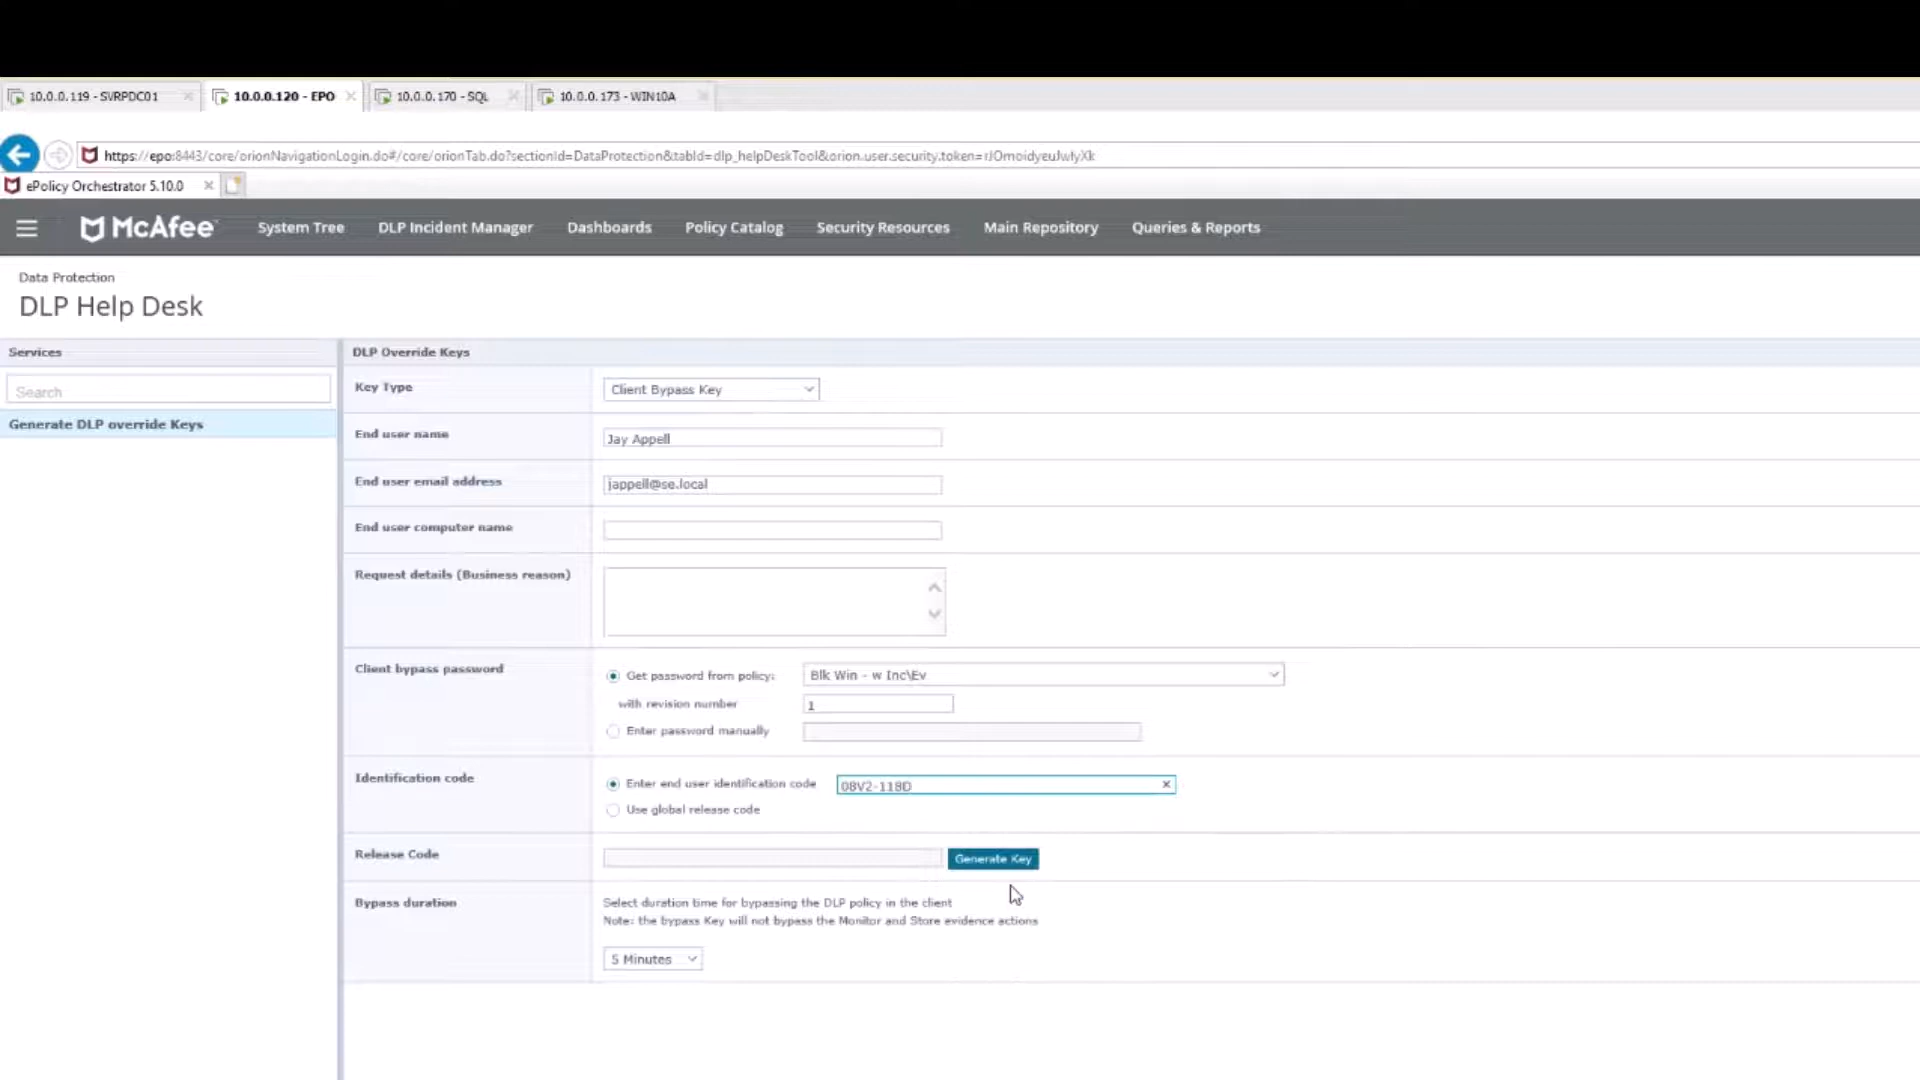 10.0.0.119 - SVRPDC01
10.0.0.120 - EPO
10.0.0.170 - SQL
10.0.0.173 - WIN10A
https://epo:8443/core/orionNavigationLogin.do#/core/orionTab.do?sectionId=DataProtection&tabId=dlp_helpDeskTool&orion.user.security.token=rJOmoidyeuJwIyXk
ePolicy Orchestrator 5.10.0
McAfee
System Tree
DLP Incident Manager
Dashboards
Policy Catalog
Security Resources
Main Repository
Queries & Reports
Data Protection
DLP Help Desk
Services
Search
Generate DLP override Keys
DLP Override Keys
Key Type
Client Bypass Key
End user name
Jay Appell
End user email address
jappell@se.local
End user computer name
Request details (Business reason)
Client bypass password
Get password from policy:
Blk Win - w Inc\Ev
with revision number
1
Enter password manually
Identification code
Enter end user identification code
08V2-118D
Use global release code
Release Code
Generate Key
Bypass duration
Select duration time for bypassing the DLP policy in the client
Note: the bypass Key will not bypass the Monitor and Store evidence actions
5 Minutes